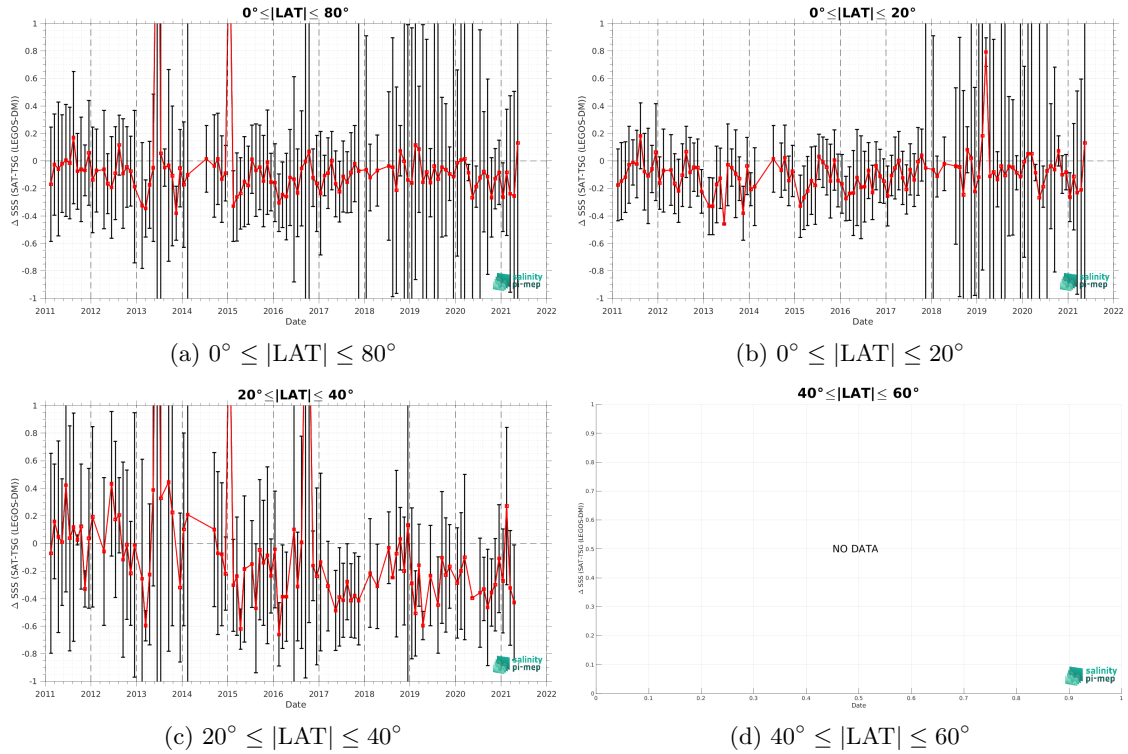 0°≤|LAT|≤ 80°
Δ SSS (SAT-TSG (LEGOS-DM))
1
0.8
0.6
0.4
0.2
0
-0.2
-0.4
-0.6
-0.8
-1
2011 2012 2013 2014 2015 2016 2017 2018 2019 2020 2021 2022
Date
salinity
pi-mep
(a) 0° ≤ |LAT| ≤ 80°
0°≤|LAT|≤ 20°
Δ SSS (SAT-TSG (LEGOS-DM))
1
0.8
0.6
0.4
0.2
0
-0.2
-0.4
-0.6
-0.8
-1
2011 2012 2013 2014 2015 2016 2017 2018 2019 2020 2021 2022
Date
salinity
pi-mep
(b) 0° ≤ |LAT| ≤ 20°
20°≤|LAT|≤ 40°
Δ SSS (SAT-TSG (LEGOS-DM))
1
0.8
0.6
0.4
0.2
0
-0.2
-0.4
-0.6
-0.8
-1
2011 2012 2013 2014 2015 2016 2017 2018 2019 2020 2021 2022
Date
salinity
pi-mep
(c) 20° ≤ |LAT| ≤ 40°
40°≤|LAT|≤ 60°
Δ SSS (SAT-TSG (LEGOS-DM))
1
0.9
0.8
0.7
0.6
0.5
0.4
0.3
0.2
0.1
0
NO DATA
0 0.1 0.2 0.3 0.4 0.5 0.6 0.7 0.8 0.9 1
Date
salinity
pi-mep
(d) 40° ≤ |LAT| ≤ 60°